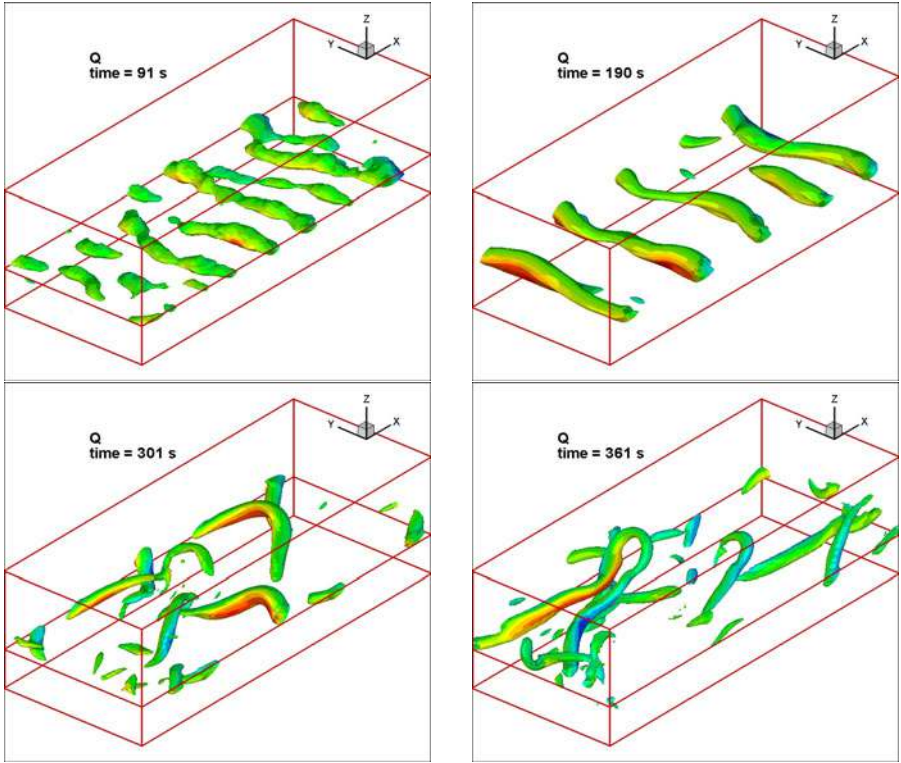 Z
Y
X
Q
time = 91 s
Z
Y
X
Q
time = 190 s
Z
Y
X
Q
time = 301 s
Z
Y
X
Q
time = 361 s